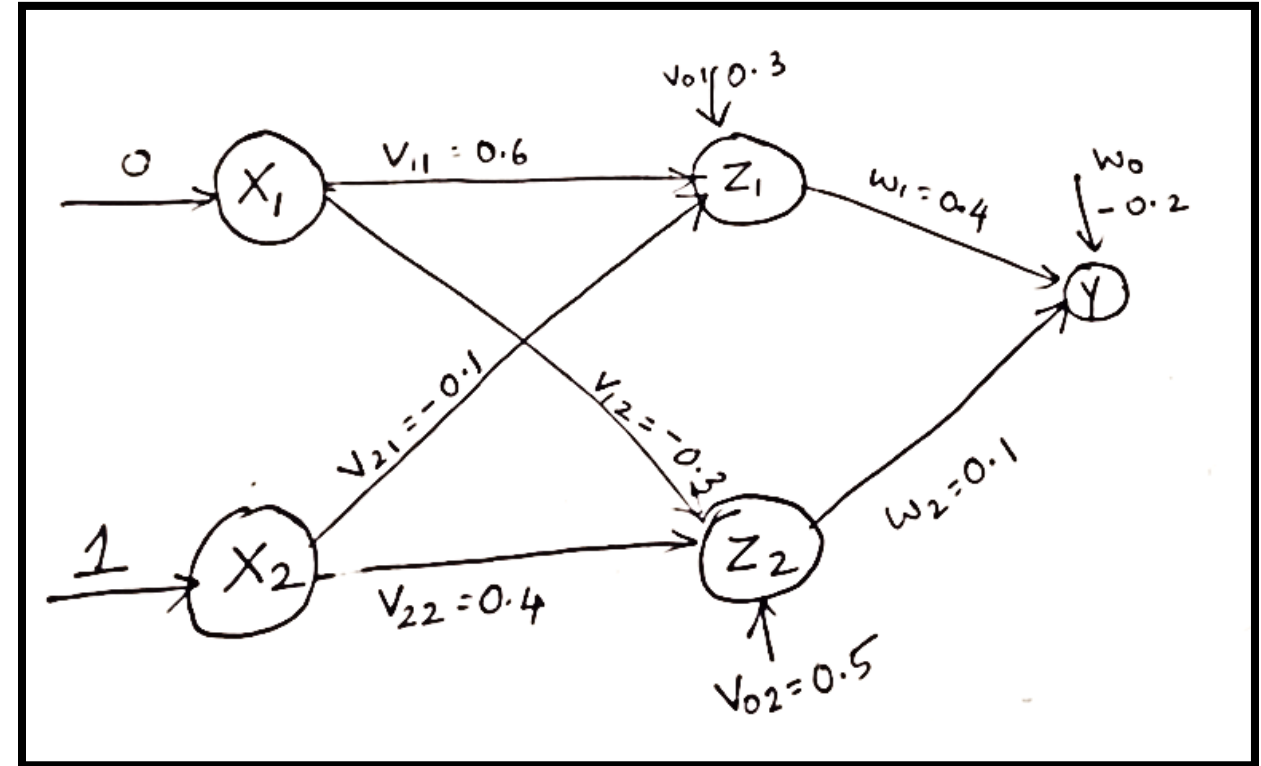 V01 0.3
0
X1
V11 = 0.6
Z1
W1 = 0.4
W0
-0.2
Y
V21 = -0.1
V12 = -0.3
1
X2
V22 = 0.4
Z2
W2 = 0.1
V02 = 0.5